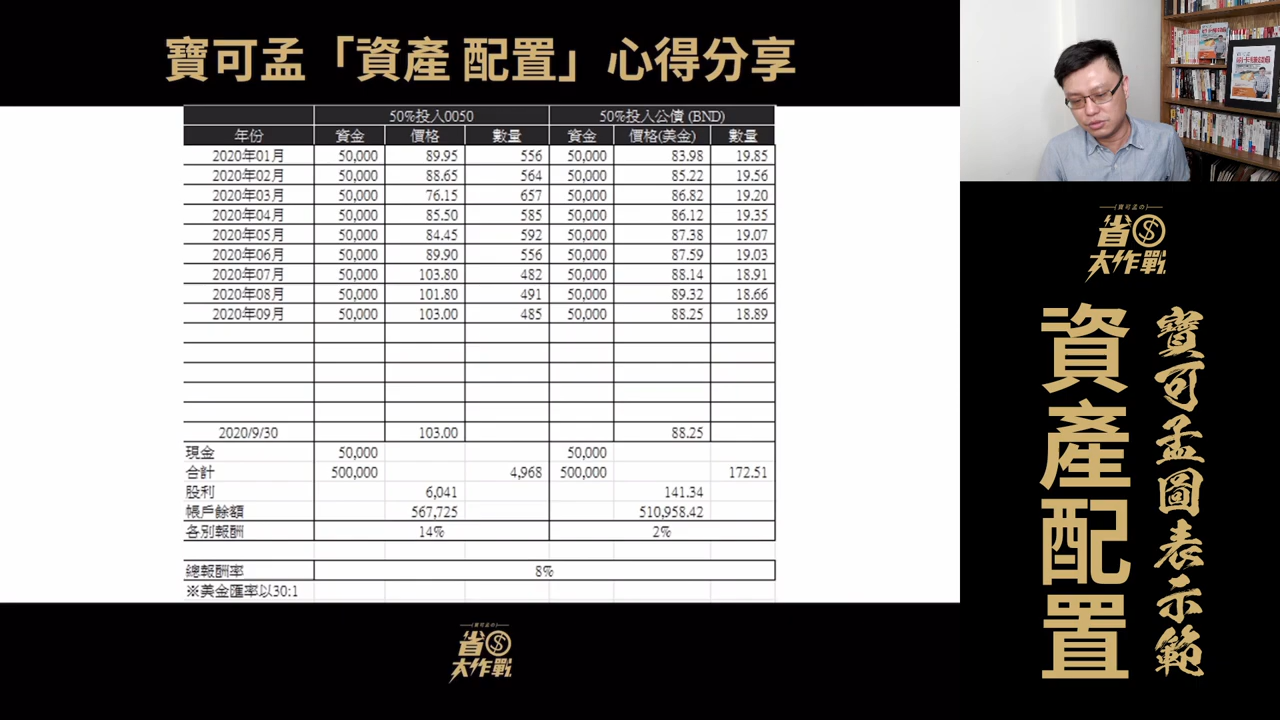 寶可孟「資產 配置」心得分享
50%投入0050 50%投入公債 (BND)
年份 資金 價格 數量 資金 價格(美金) 數量
2020年01月 50,000 89.95 556 50,000 83.98 19.85
2020年02月 50,000 88.65 564 50,000 85.22 19.56
2020年03月 50,000 76.15 657 50,000 86.82 19.20
2020年04月 50,000 85.50 585 50,000 86.12 19.35
2020年05月 50,000 84.45 592 50,000 87.38 19.07
2020年06月 50,000 89.90 556 50,000 87.59 19.03
2020年07月 50,000 103.80 482 50,000 88.14 18.91
2020年08月 50,000 101.80 491 50,000 89.32 18.66
2020年09月 50,000 103.00 485 50,000 88.25 18.89
2020/9/30 103.00 88.25
現金 50,000 50,000
合計 500,000 4,968 500,000 172.51
股利 6,041 141.34
帳戶餘額 567,725 510,958.42
各別報酬 14% 2%
總報酬率 8%
※美金匯率以30:1
寶可孟の
省$
大作戰
寶可孟の
省$
大作戰
資產配置
寶可孟圖表示範